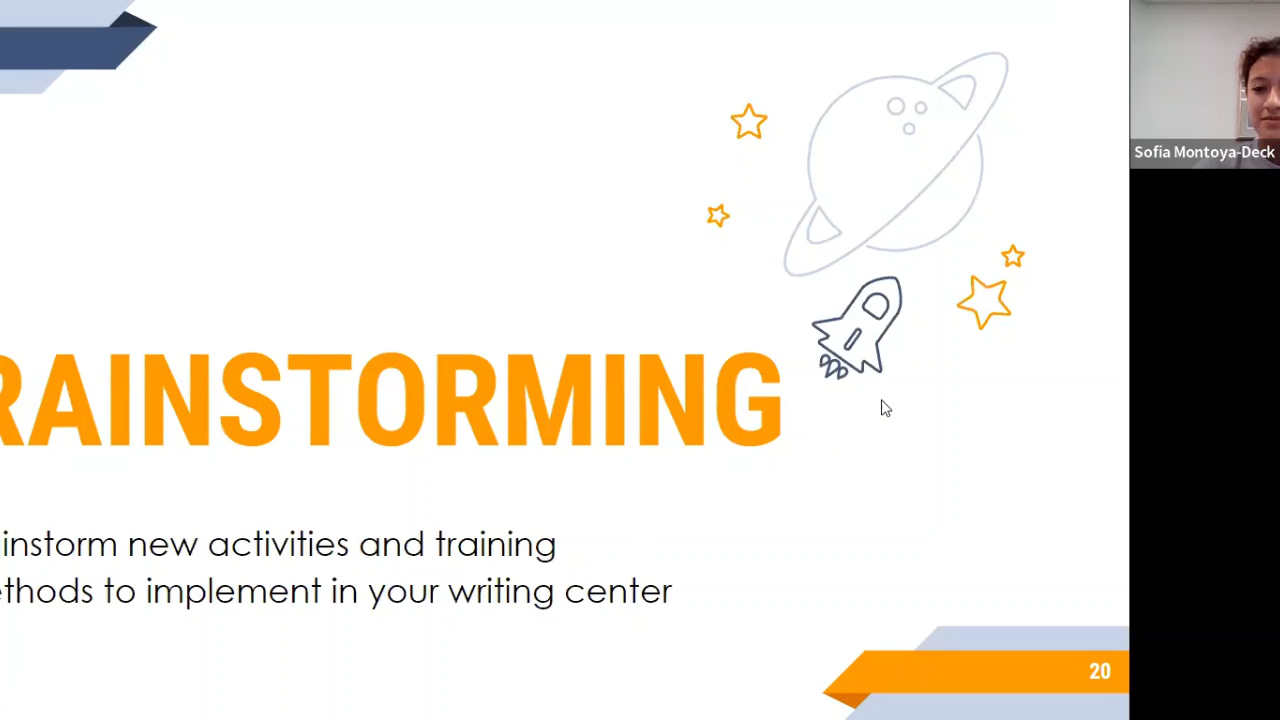 RAINSTORMING
instorm new activities and training
ethods to implement in your writing center
20
Sofia Montoya-Deck